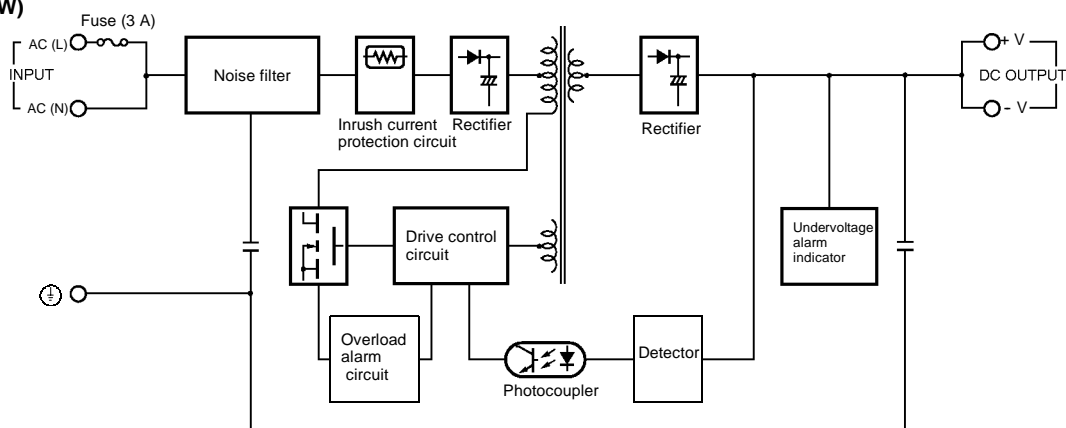 W)
Fuse (3 A)
AC (L)
INPUT
AC (N)
Noise filter
Inrush current
protection circuit
Rectifier
Rectifier
+ V
DC OUTPUT
- V
Drive control
circuit
Undervoltage
alarm
indicator
Overload
alarm
circuit
Photocoupler
Detector